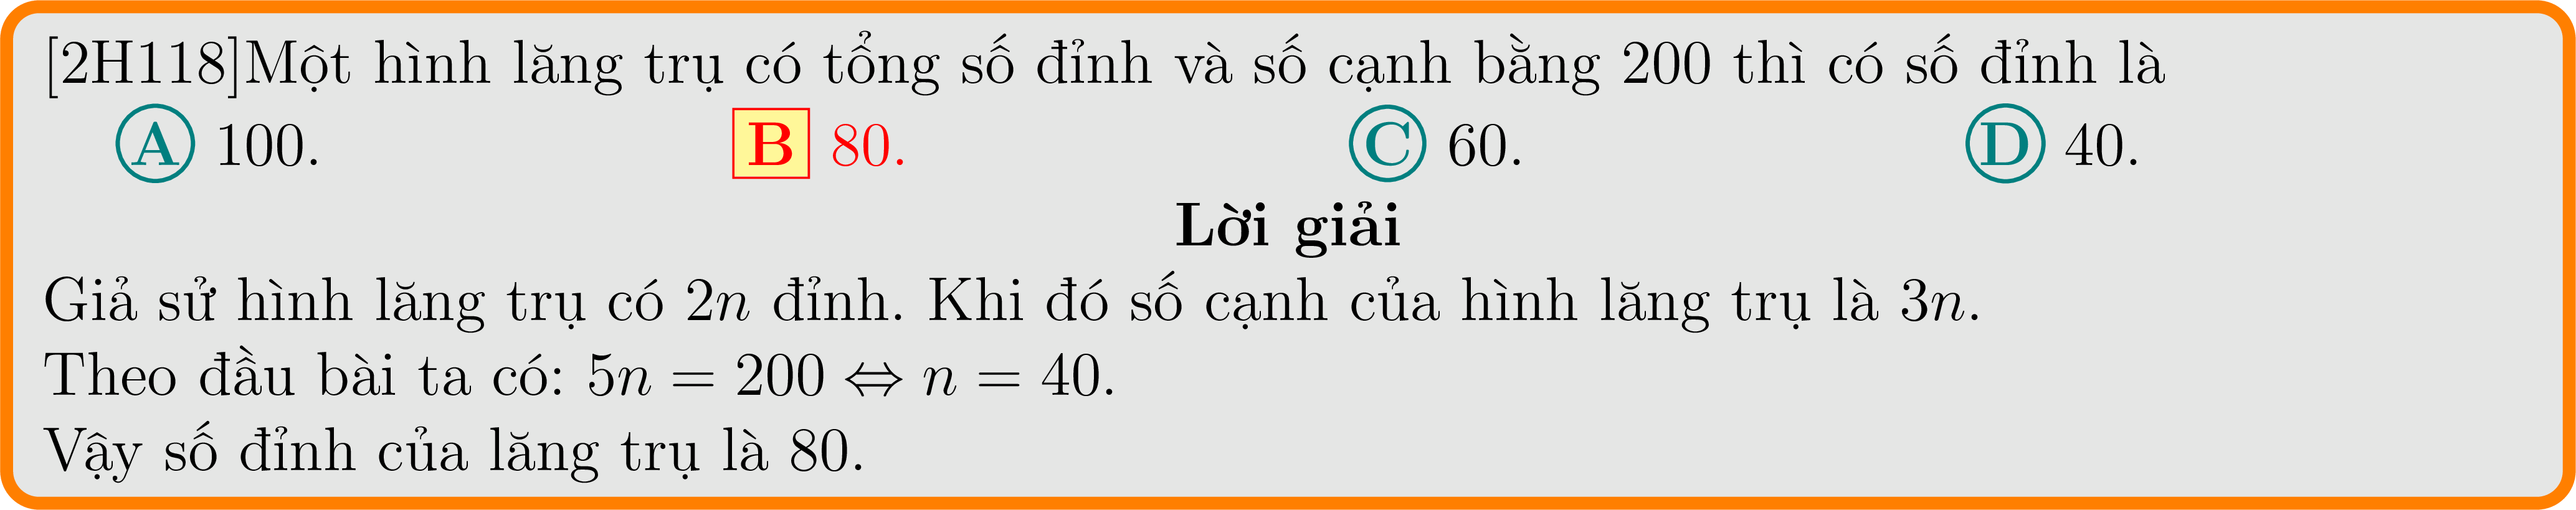 [2H118]Một hình lăng trụ có tổng số đỉnh và số cạnh bằng 200 thì có số đỉnh là
A 100. B 80. C 60. D 40.
Lời giải
Giả sử hình lăng trụ có 2n đỉnh. Khi đó số cạnh của hình lăng trụ là 3n.
Theo đầu bài ta có: 5n = 200 ⇔ n = 40.
Vậy số đỉnh của lăng trụ là 80.